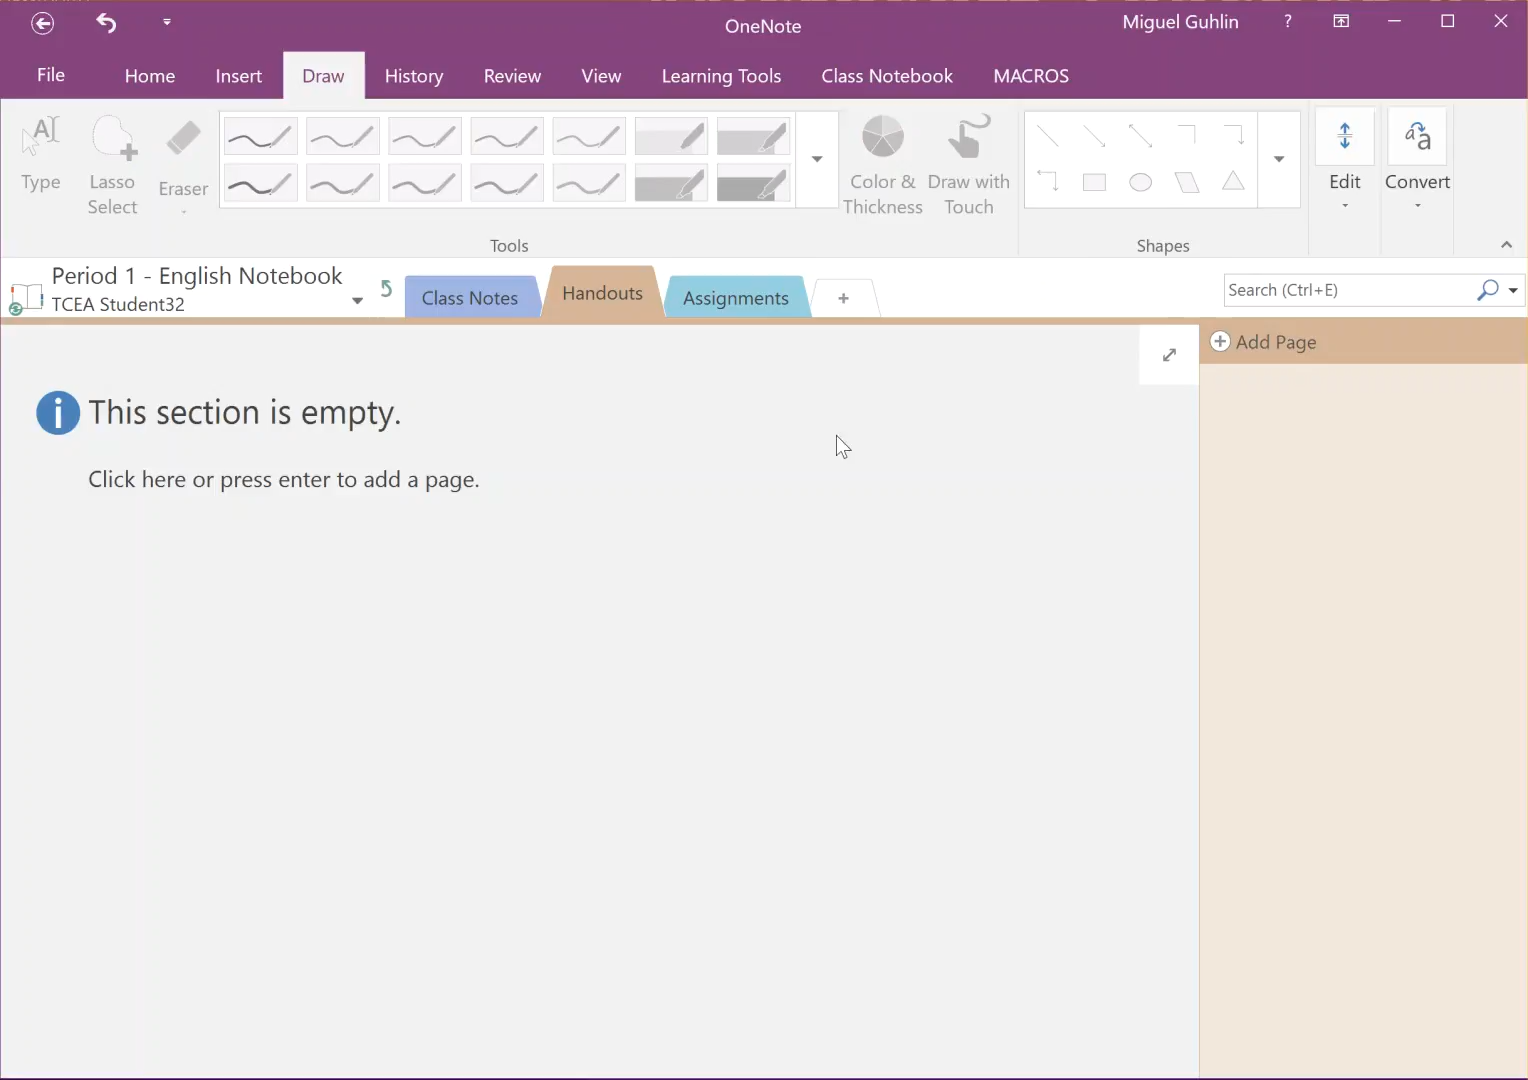 OneNote
Miguel Guhlin
?
File
Home
Insert
Draw
History
Review
View
Learning Tools
Class Notebook
MACROS
Type
Lasso
Select
Eraser
Color &
Thickness
Draw with
Touch
Edit
Convert
Tools
Shapes
Period 1 - English Notebook
TCEA Student32
Class Notes
Handouts
Assignments
+
Search (Ctrl+E)
Add Page
This section is empty.
Click here or press enter to add a page.